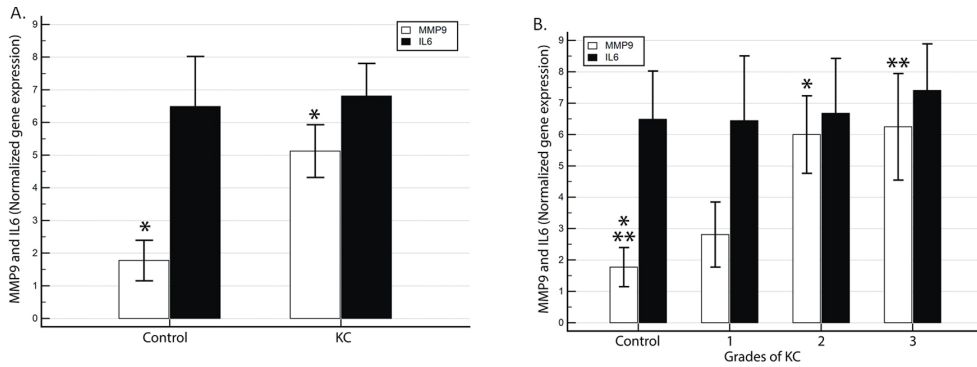 A.
MMP9 and IL6 (Normalized gene expression)
9
8
7
6
5
4
3
2
1
0
MMP9
IL6
*
*
Control
KC
B.
MMP9 and IL6 (Normalized gene expression)
9
8
7
6
5
4
3
2
1
0
MMP9
IL6
*
**
*
**
Control
1
2
3
Grades of KC